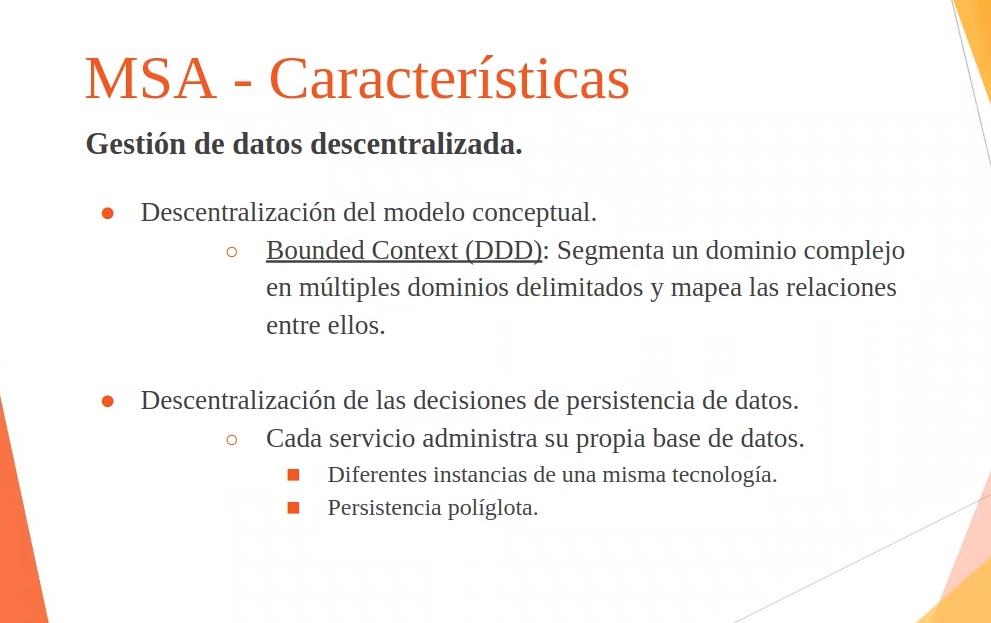 MSA - Características
Gestión de datos descentralizada.
● Descentralización del modelo conceptual.
○ Bounded Context (DDD): Segmenta un dominio complejo
en múltiples dominios delimitados y mapea las relaciones
entre ellos.
● Descentralización de las decisiones de persistencia de datos.
○ Cada servicio administra su propia base de datos.
■ Diferentes instancias de una misma tecnología.
■ Persistencia políglota.